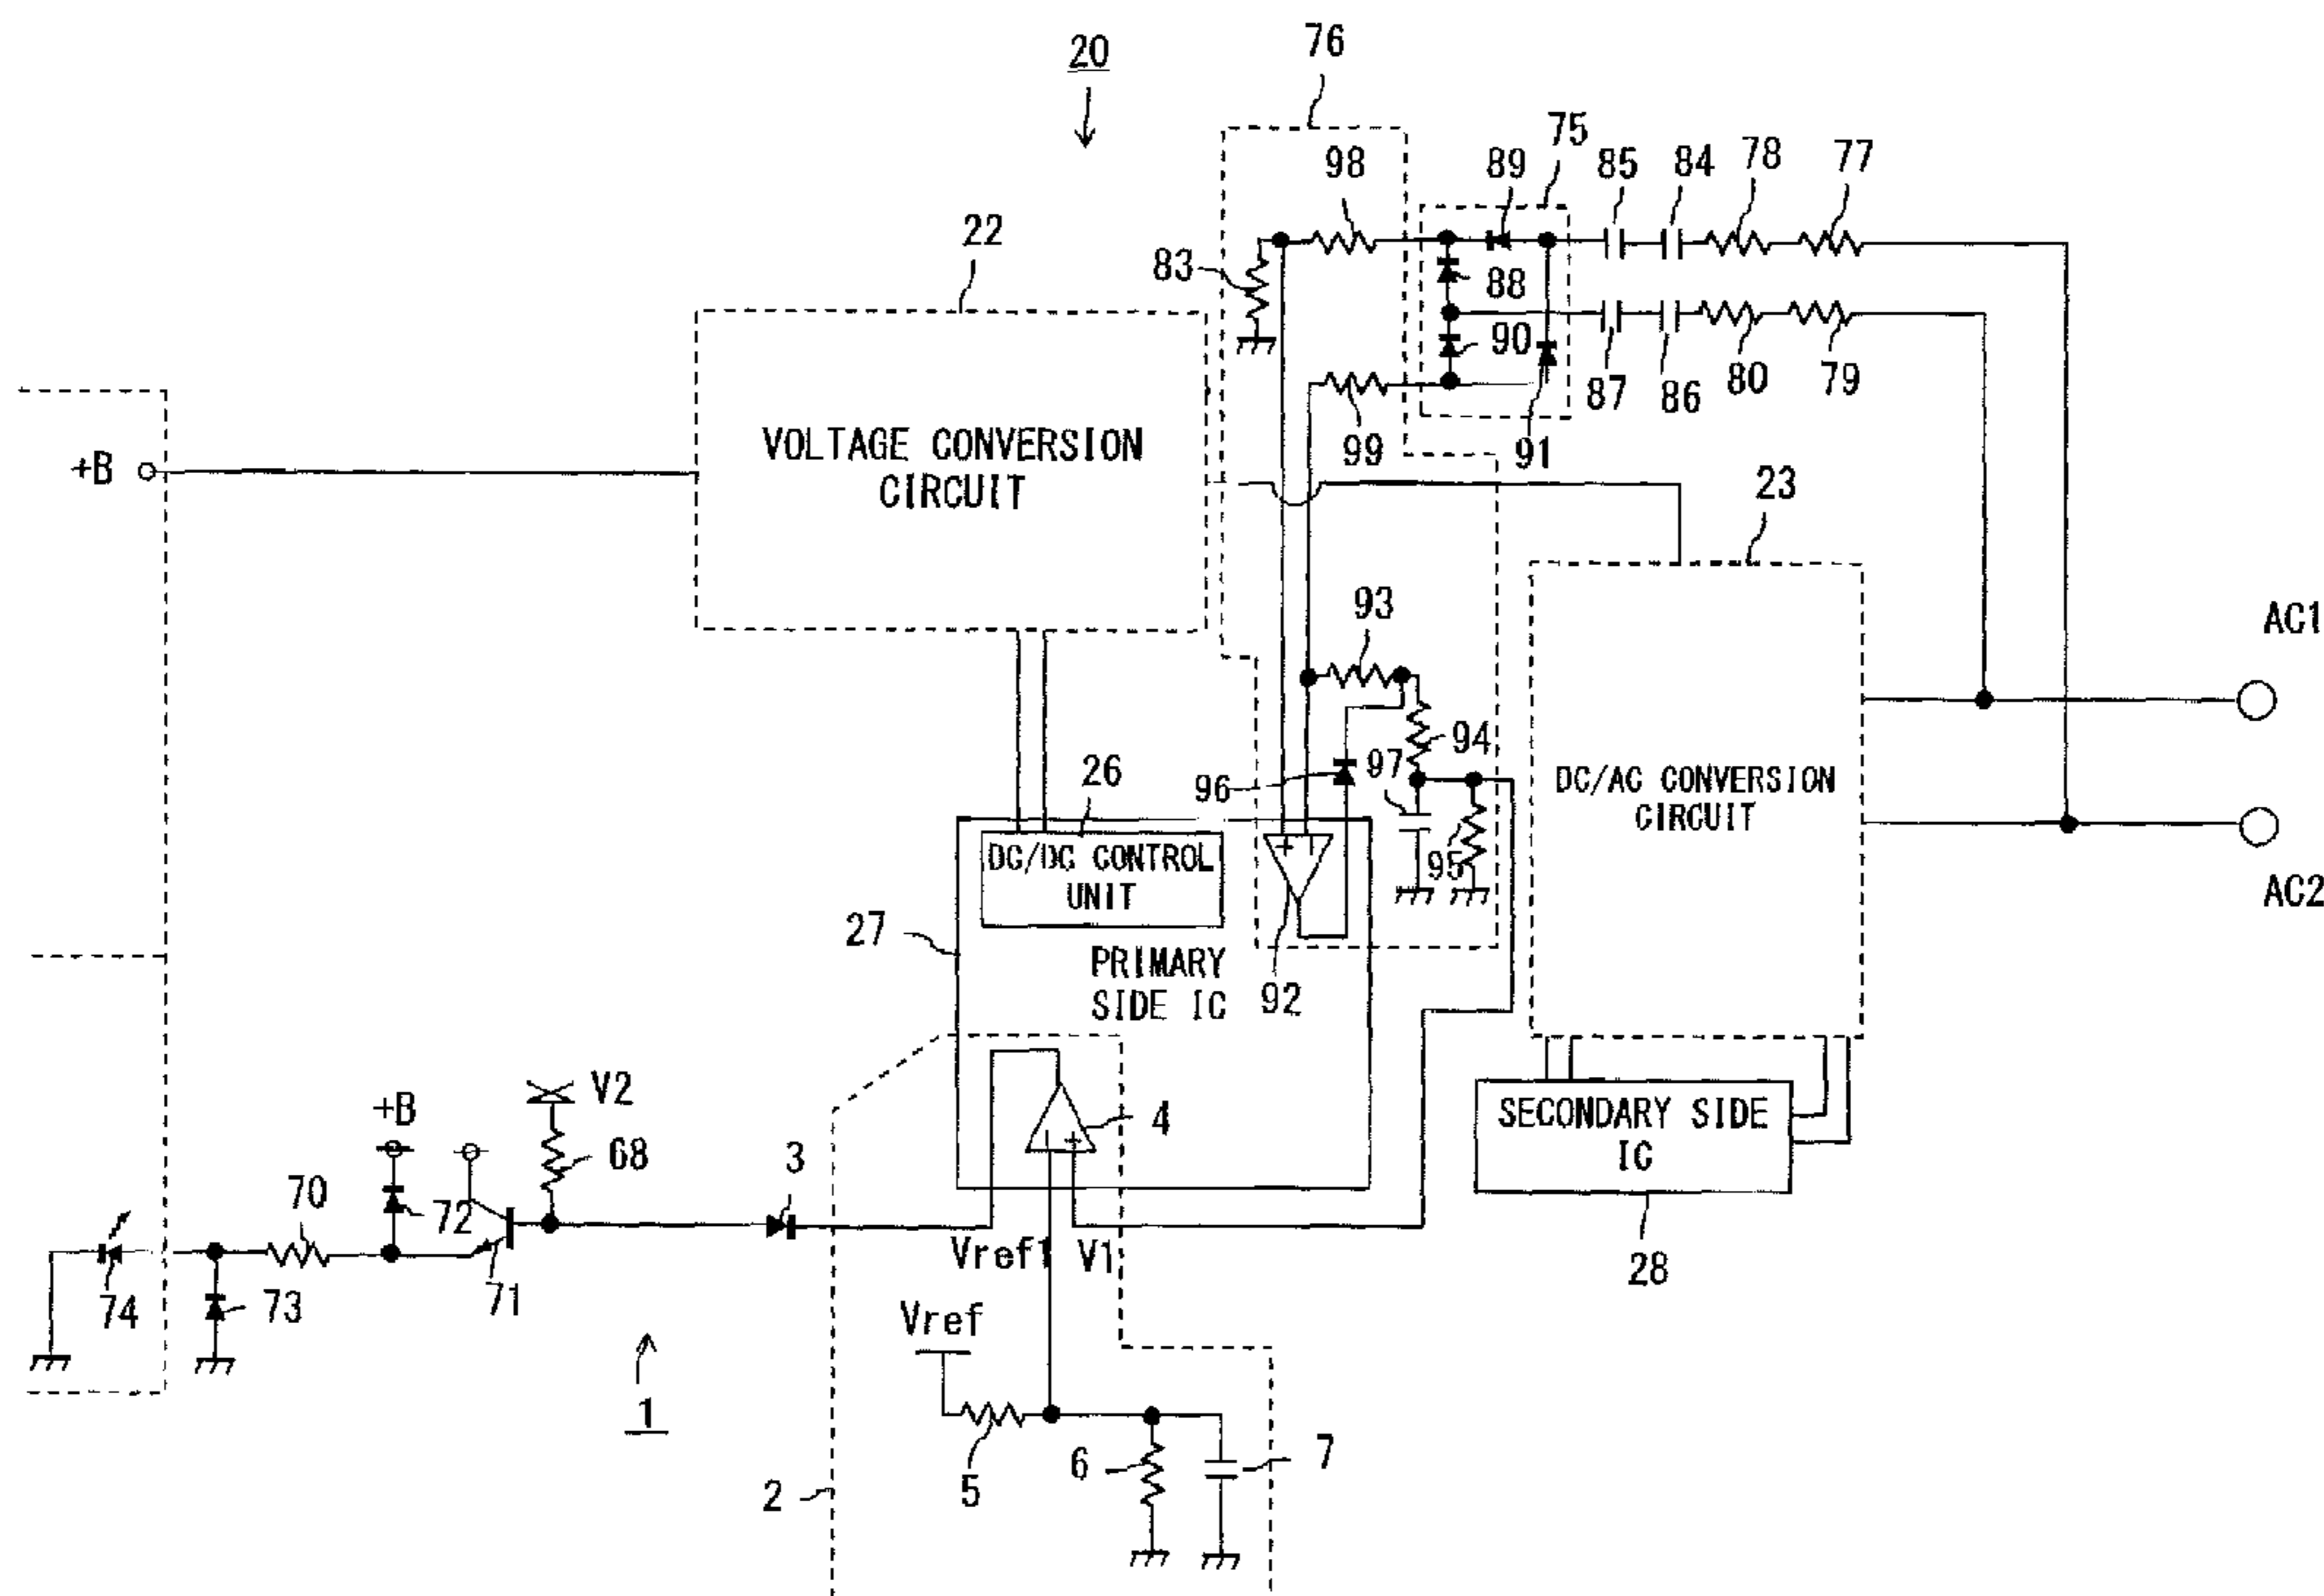 20
76
75
98
89
85
84
78
77
22
83
88
90
87
86
80
79
99
91
VOLTAGE CONVERSION
CIRCUIT
+B
23
93
AC1
94
97
96
26
DC/DC CONTROL
UNIT
95
DC/AC CONVERSION
CIRCUIT
AC2
27
PRIMARY
SIDE IC
92
V2
+B
68
3
4
SECONDARY SIDE
IC
70
72
71
74
73
Vref1
V1
28
Vref
1
2
5
6
7